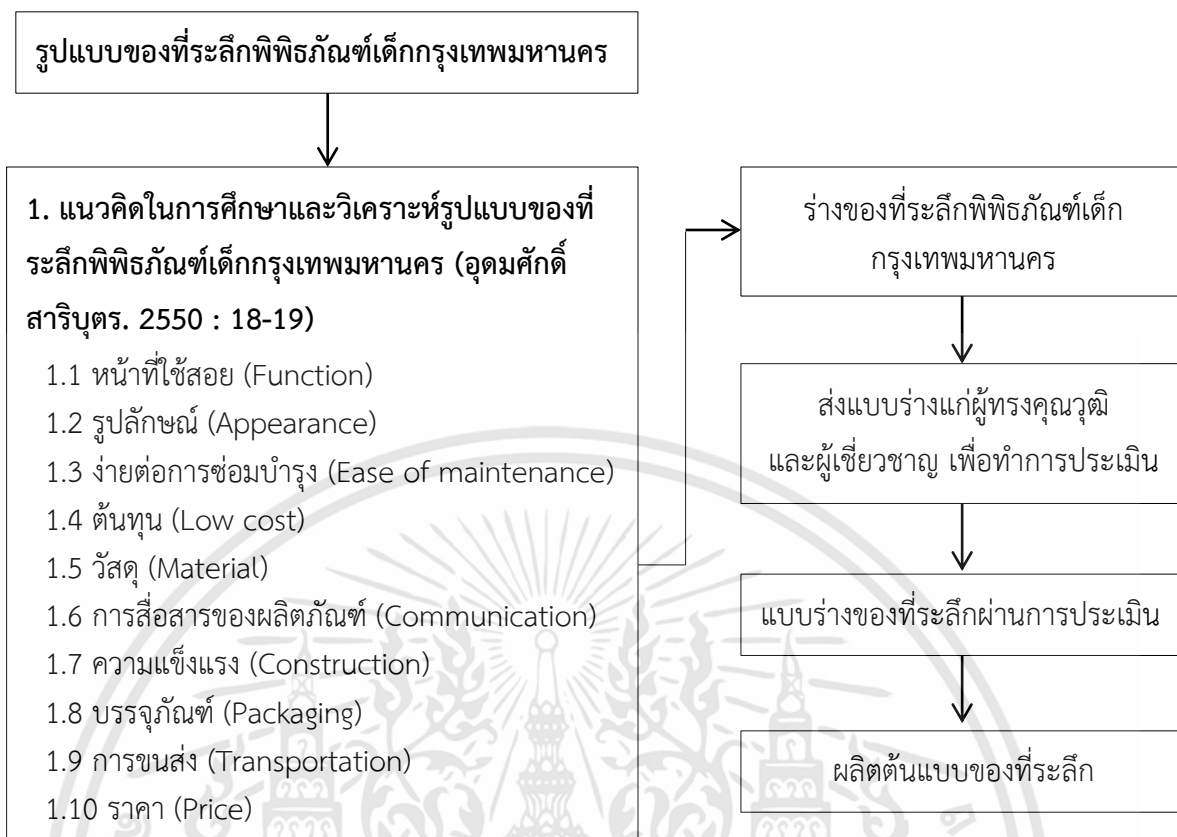 รูปแบบของที่ระลึกพิพิธภัณฑ์เด็กกรุงเทพมหานคร
1. แนวคิดในการศึกษาและวิเคราะห์รูปแบบของที่
ระลึกพิพิธภัณฑ์เด็กกรุงเทพมหานคร (อุดมศักดิ์
สาริบุตร. 2550 : 18-19)
1.1 หน้าที่ใช้สอย (Function)
1.2 รูปลักษณ์ (Appearance)
1.3 ง่ายต่อการซ่อมบำรุง (Ease of maintenance)
1.4 ต้นทุน (Low cost)
1.5 วัสดุ (Material)
1.6 การสื่อสารของผลิตภัณฑ์ (Communication)
1.7 ความแข็งแรง (Construction)
1.8 บรรจุภัณฑ์ (Packaging)
1.9 การขนส่ง (Transportation)
1.10 ราคา (Price)
ร่างของที่ระลึกพิพิธภัณฑ์เด็ก
กรุงเทพมหานคร
ส่งแบบร่างแก่ผู้ทรงคุณวุฒิ
และผู้เชี่ยวชาญ เพื่อทำการประเมิน
แบบร่างของที่ระลึกผ่านการประเมิน
ผลิตต้นแบบของที่ระลึก